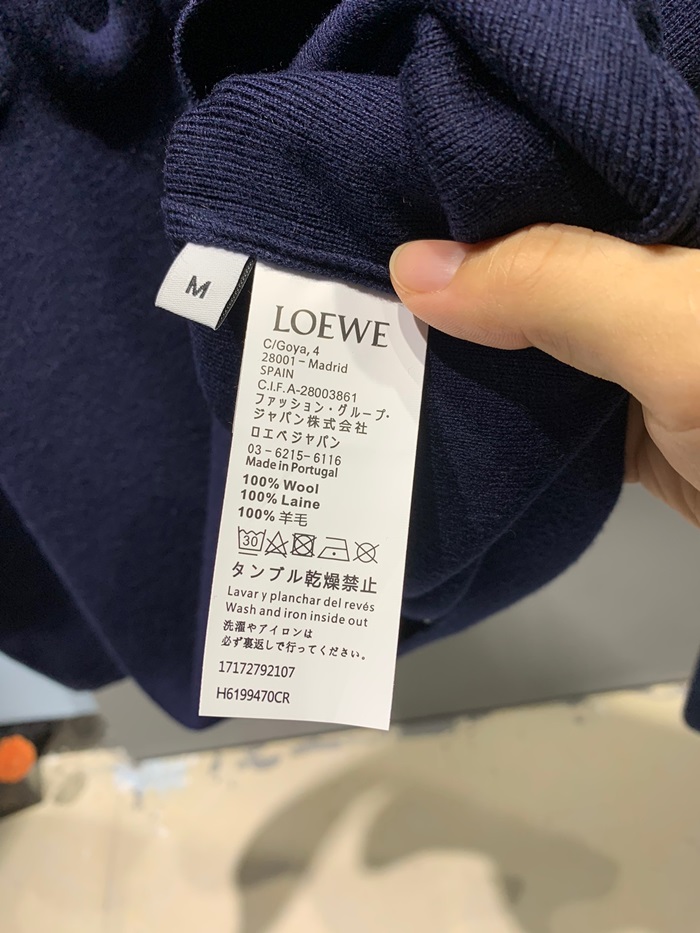 M
LOEWE
C/Goya, 4
28001-Madrid
SPAIN
C.I.F.A-28003861
ファッション・グループ・
ジャパン株式会社
ロエベジャパン
03-6215-6116
Made in Portugal
100% Wool
100% Laine
100% 羊毛
30
タンブル乾燥禁止
Lavar y planchar del revés
Wash and iron inside out
洗濯やアイロンは
必ず裏返しで行ってください。
17172792107
H6199470CR